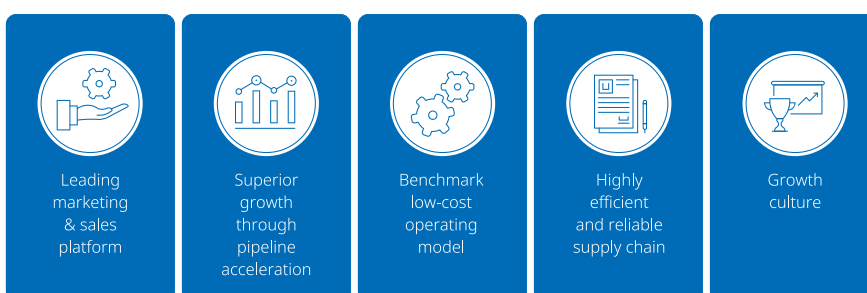 Leading
marketing
& sales
platform
Superior
growth
through
pipeline
acceleration
Benchmark
low-cost
operating
model
Highly
efficient
and reliable
supply chain
Growth
culture